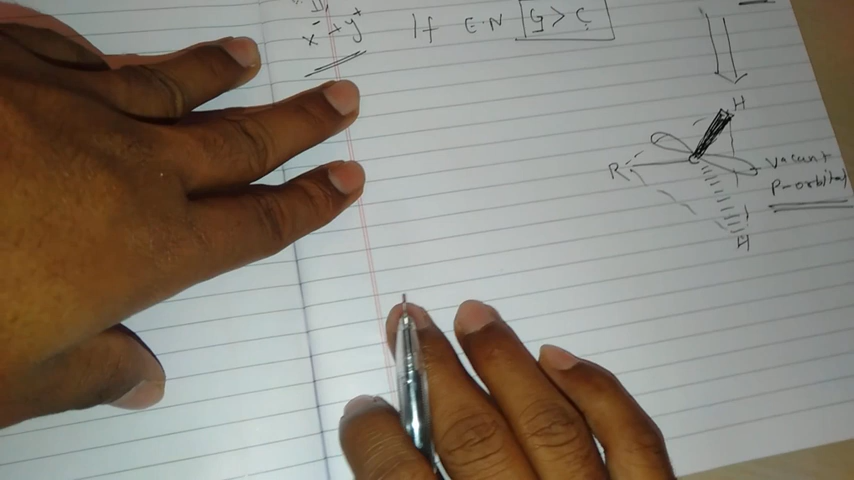 x⁻ + y⁺ If E·N G > C
H
R
C
Vacant
P-orbital
H